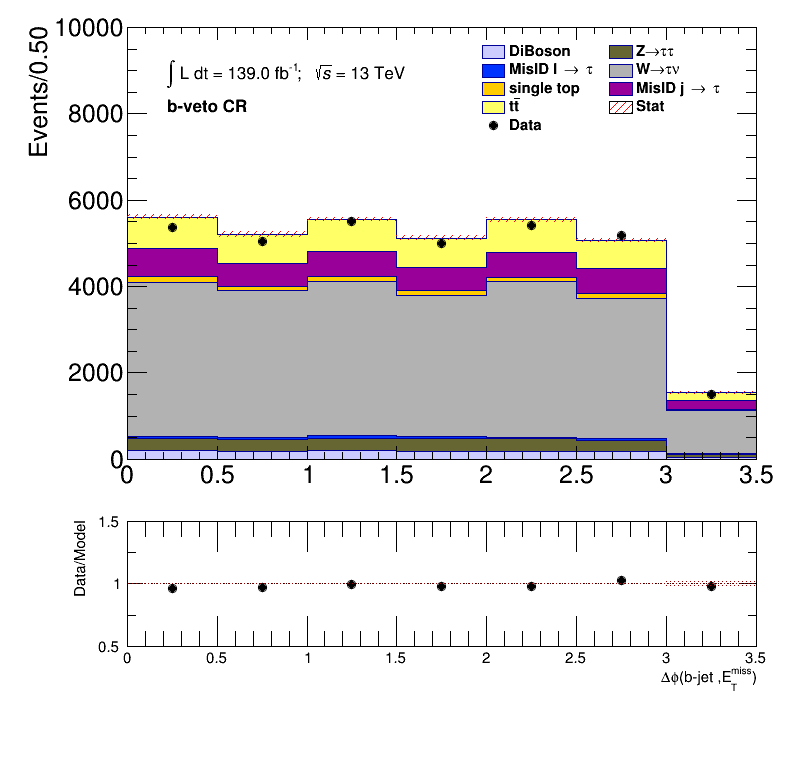 Events/0.50
10000
8000
6000
4000
2000
0
∫ L dt = 139.0 fb⁻¹; √s = 13 TeV
b-veto CR
DiBoson
MisID l → τ
single top
tt̄
Data
Z→ττ
W→τν
MisID j → τ
Stat
0 0.5 1 1.5 2 2.5 3 3.5
Data/Model
1.5
1
0.5
0 0.5 1 1.5 2 2.5 3 3.5
Δϕ(b-jet ,E_T^miss)